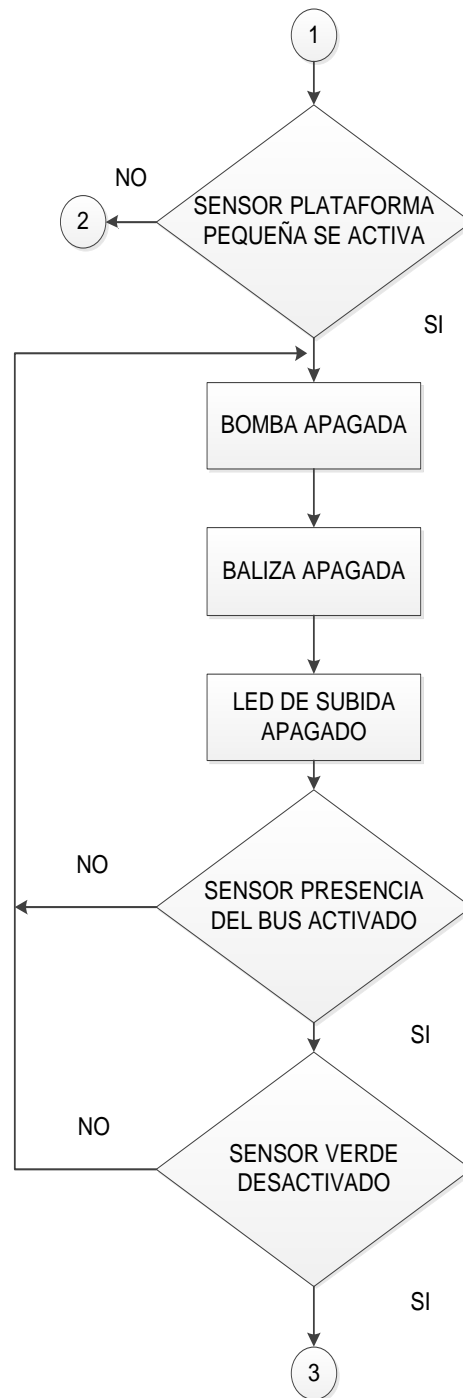 1
NO
SENSOR PLATAFORMA
PEQUEÑA SE ACTIVA
2
SI
BOMBA APAGADA
BALIZA APAGADA
LED DE SUBIDA
APAGADO
NO
SENSOR PRESENCIA
DEL BUS ACTIVADO
SI
NO
SENSOR VERDE
DESACTIVADO
SI
3